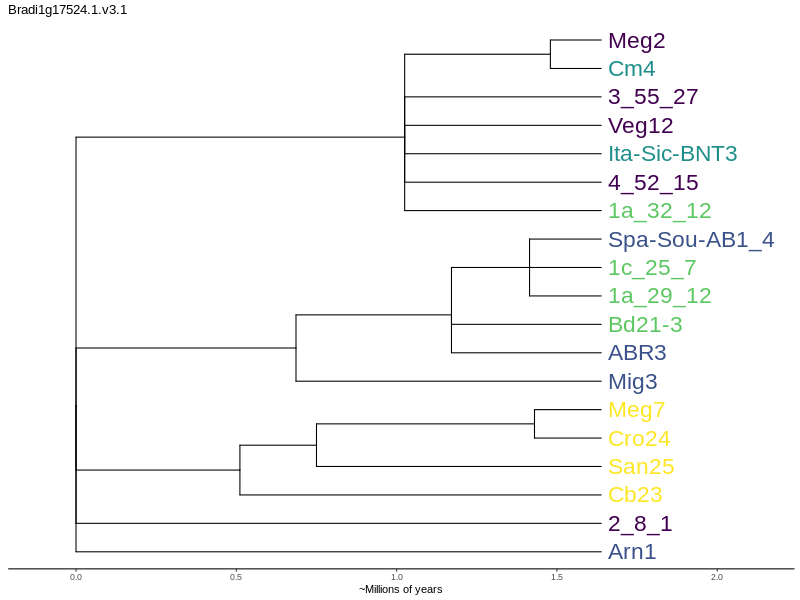 Bradi1g17524.1.v3.1
Meg2
Cm4
3_55_27
Veg12
Ita-Sic-BNT3
4_52_15
1a_32_12
Spa-Sou-AB1_4
1c_25_7
1a_29_12
Bd21-3
ABR3
Mig3
Meg7
Cro24
San25
Cb23
2_8_1
Arn1
0.0 0.5 1.0 1.5 2.0
~Millions of years